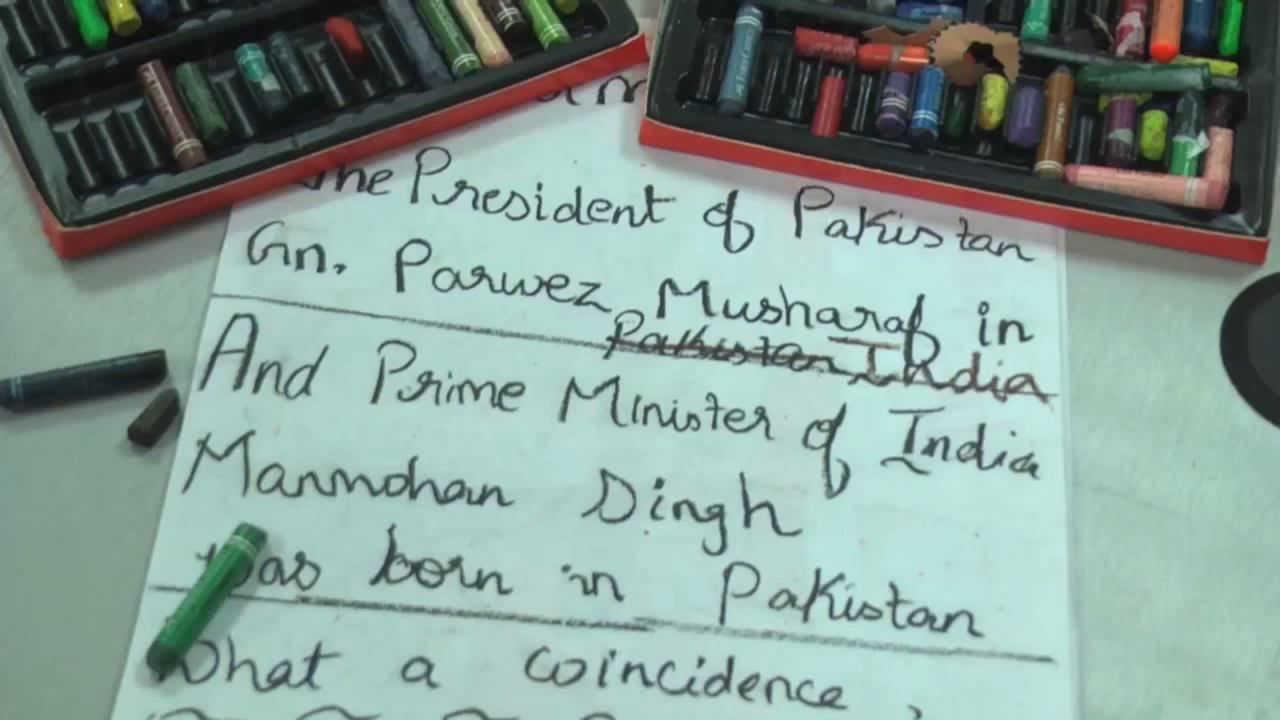 The President of Pakistan
Gn. Parwez Musharaf in
Pakistan India
And Prime Minister of India
Manmohan Singh
Was born in Pakistan
What a coincidence,